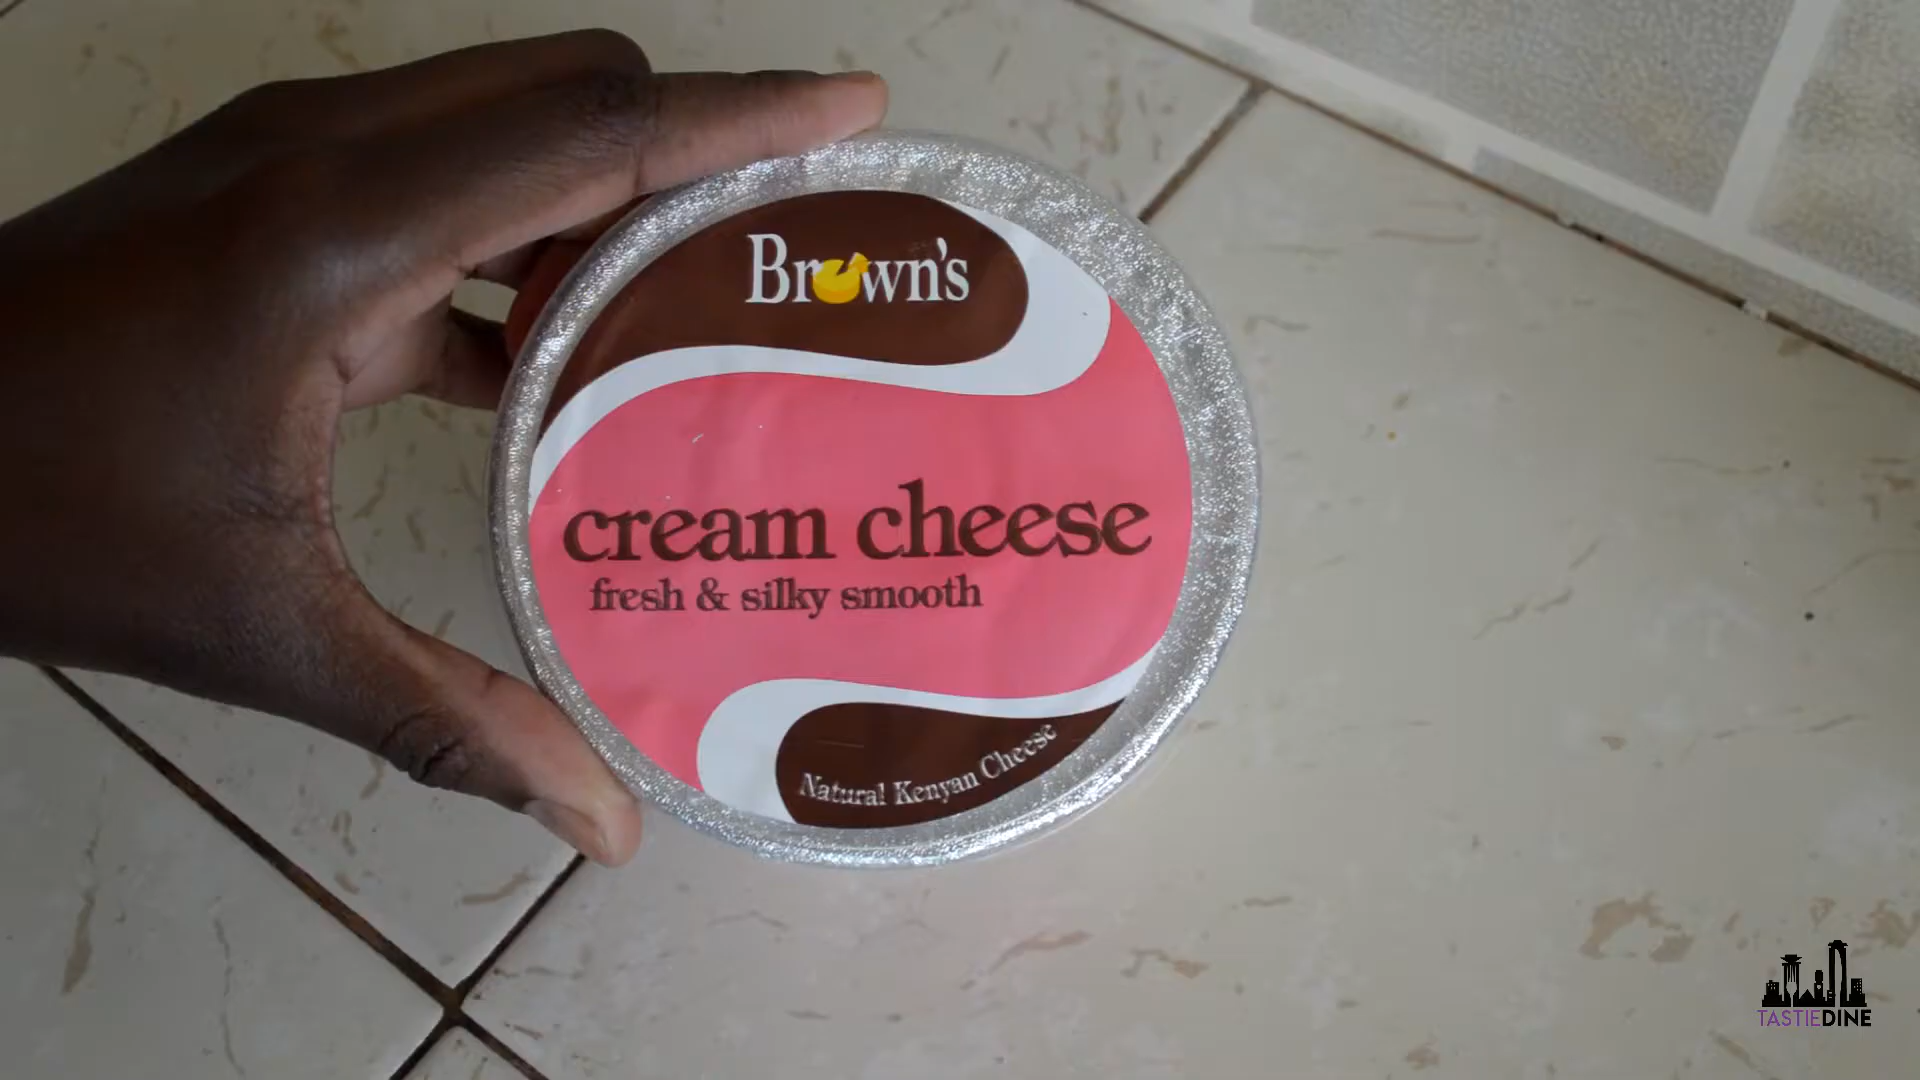 Brown's
cream cheese
fresh & silky smooth
Natural Kenyan Cheese
TASTIEDINE